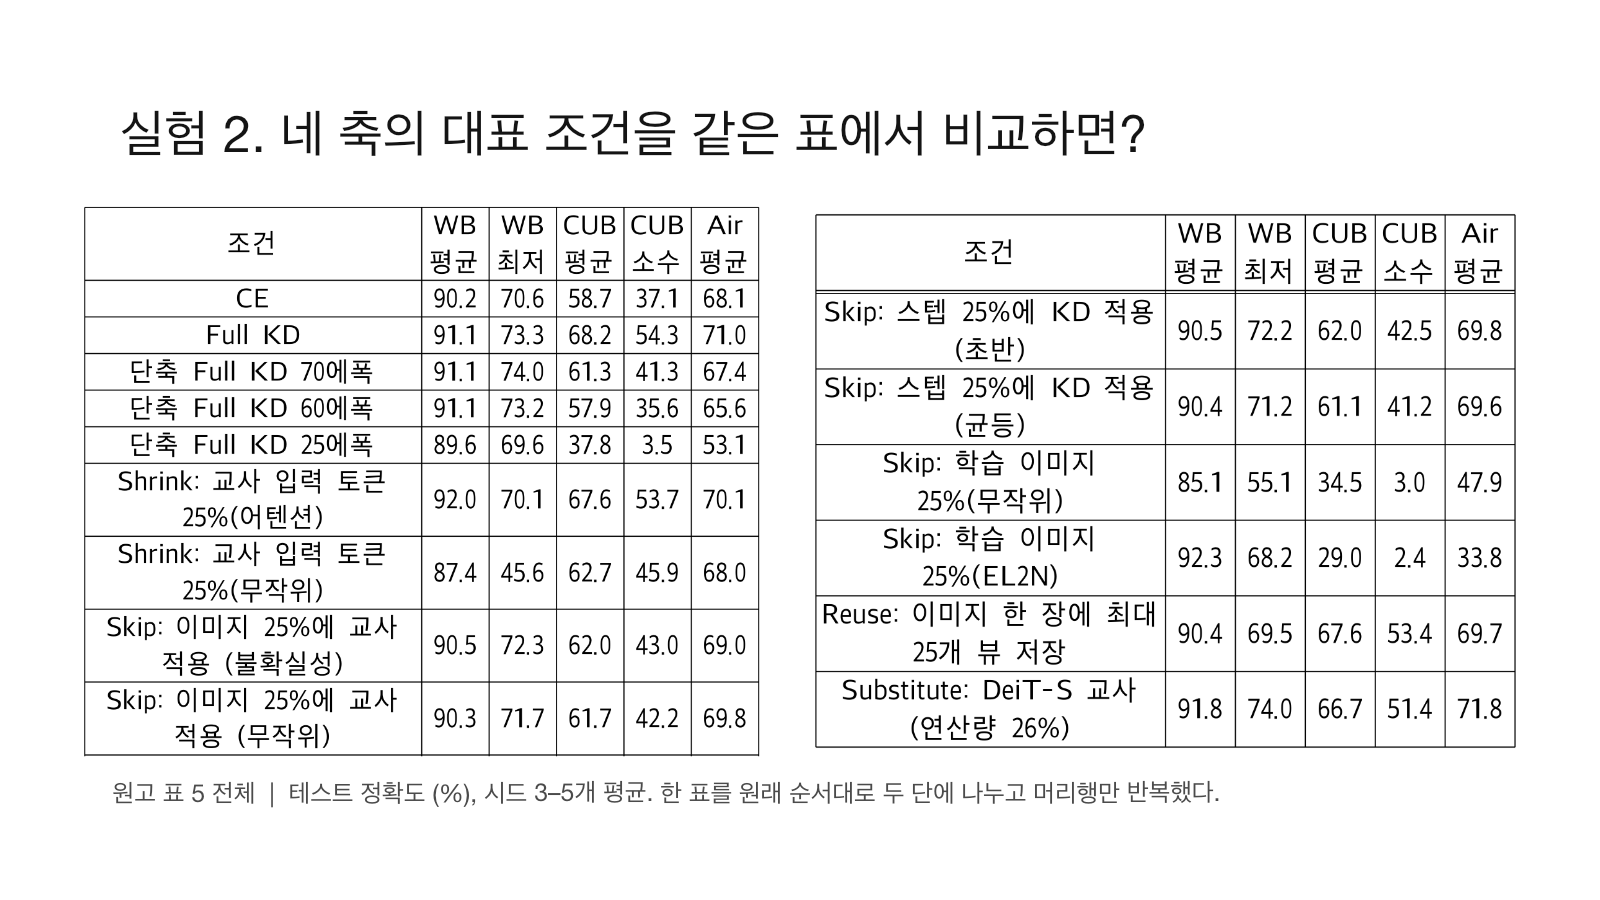 실험 2. 네 축의 대표 조건을 같은 표에서 비교하면?
조건 WB 평균 WB 최저 CUB 평균 CUB 소수 Air 평균
CE 90.2 70.6 58.7 37.1 68.1
Full KD 91.1 73.3 68.2 54.3 71.0
단축 Full KD 70에폭 91.1 74.0 61.3 41.3 67.4
단축 Full KD 60에폭 91.1 73.2 57.9 35.6 65.6
단축 Full KD 25에폭 89.6 69.6 37.8 3.5 53.1
Shrink: 교사 입력 토큰
25%(어텐션) 92.0 70.1 67.6 53.7 70.1
Shrink: 교사 입력 토큰
25%(무작위) 87.4 45.6 62.7 45.9 68.0
Skip: 이미지 25%에 교사
적용 (불확실성) 90.5 72.3 62.0 43.0 69.0
Skip: 이미지 25%에 교사
적용 (무작위) 90.3 71.7 61.7 42.2 69.8
조건 WB 평균 WB 최저 CUB 평균 CUB 소수 Air 평균
Skip: 스텝 25%에 KD 적용
(초반) 90.5 72.2 62.0 42.5 69.8
Skip: 스텝 25%에 KD 적용
(균등) 90.4 71.2 61.1 41.2 69.6
Skip: 학습 이미지
25%(무작위) 85.1 55.1 34.5 3.0 47.9
Skip: 학습 이미지
25%(EL2N) 92.3 68.2 29.0 2.4 33.8
Reuse: 이미지 한 장에 최대
25개 뷰 저장 90.4 69.5 67.6 53.4 69.7
Substitute: DeiT-S 교사
(연산량 26%) 91.8 74.0 66.7 51.4 71.8
원고 표 5 전체 | 테스트 정확도 (%), 시드 3–5개 평균. 한 표를 원래 순서대로 두 단에 나누고 머리행만 반복했다.